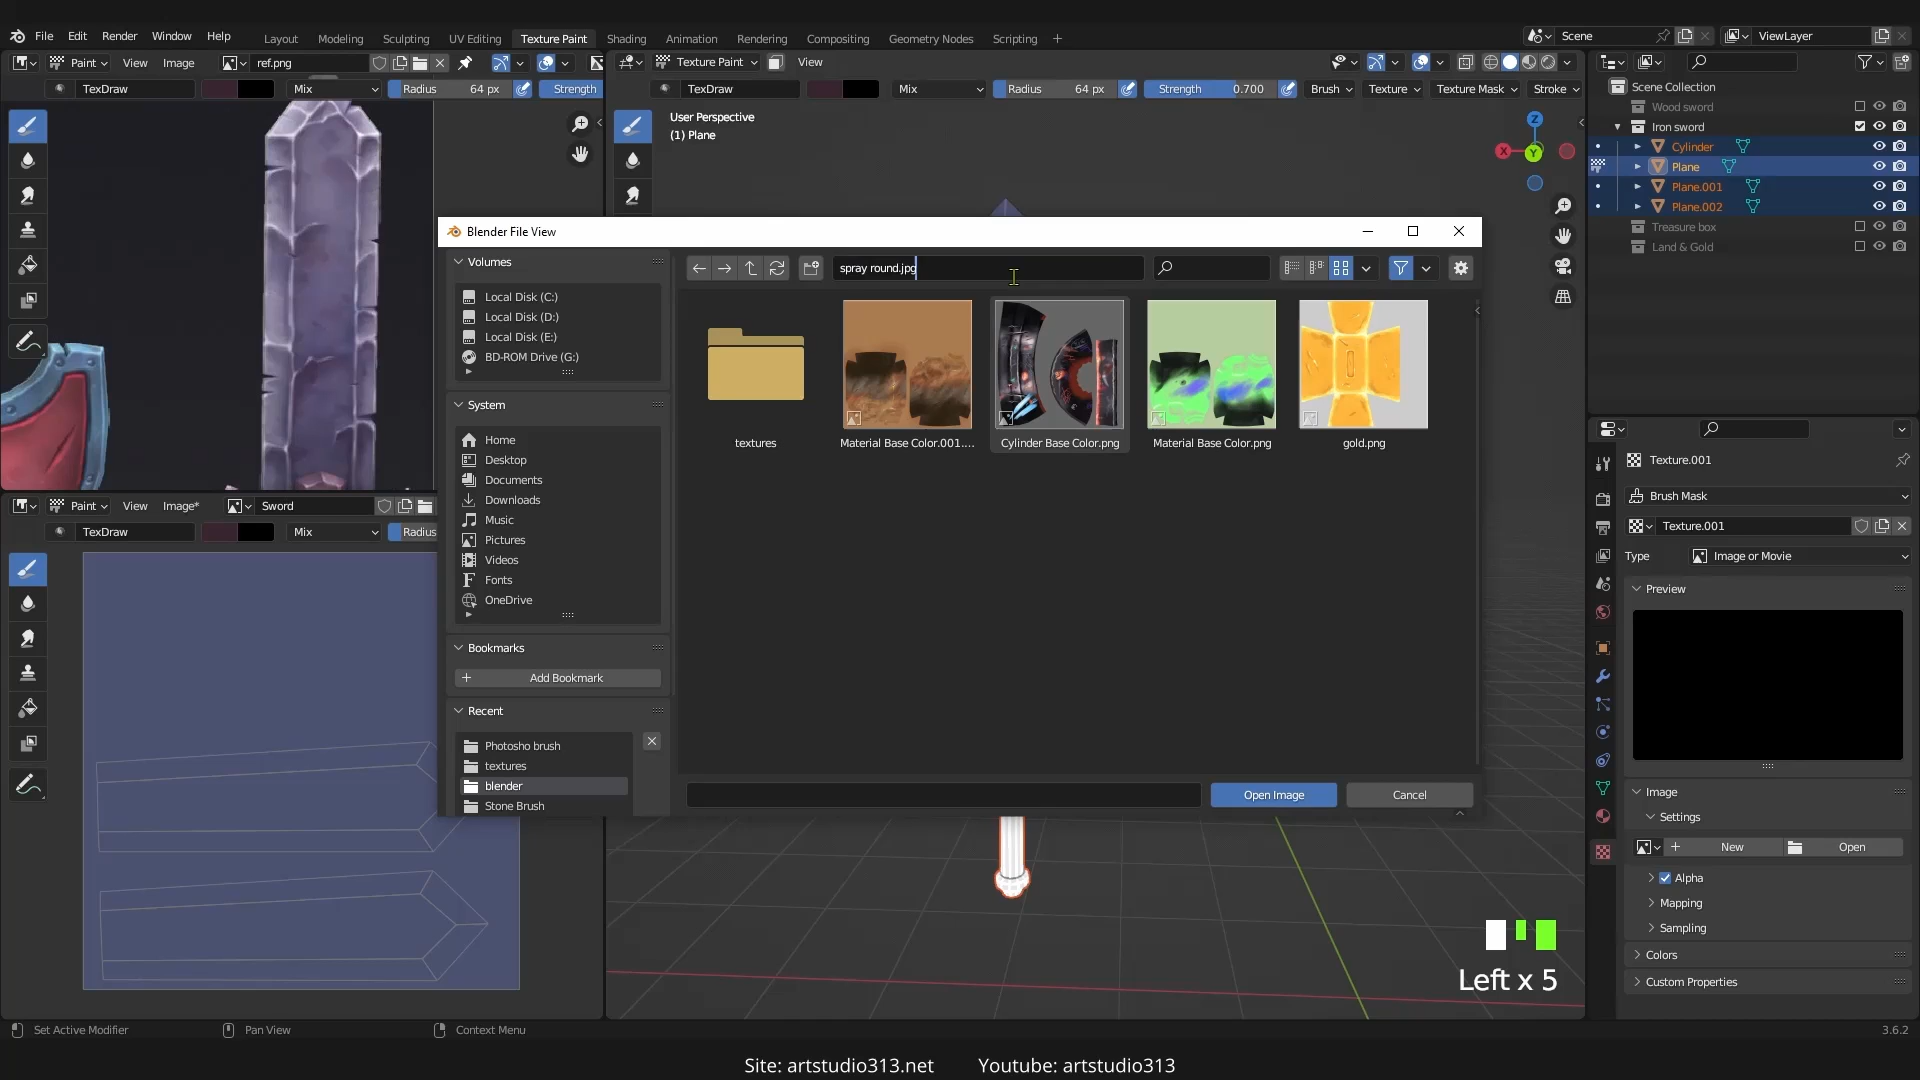 File Edit Render Window Help Layout Modeling Sculpting UV Editing Texture Paint Shading Animation Rendering Compositing Geometry Nodes Scripting + Scene ViewLayer
Paint View Image ref.png Texture Paint View
TexDraw Mix Radius 64 px Strength TexDraw Mix Radius 64 px Strength 0.700 Brush Texture Texture Mask Stroke
User Perspective
(1) Plane
Z
X Y
Scene Collection
Wood sword
Iron sword
Cylinder
Plane
Plane.001
Plane.002
Treasure box
Land & Gold
Blender File View
Volumes
Local Disk (C:)
Local Disk (D:)
Local Disk (E:)
BD-ROM Drive (G:)
System
Home
Desktop
Documents
Downloads
Music
Pictures
Videos
Fonts
OneDrive
Bookmarks
Add Bookmark
Recent
Photosho brush
textures
blender
Stone Brush
spray round.jpg
textures Material Base Color.001.... Cylinder Base Color.png Material Base Color.png gold.png
Open Image Cancel
Paint View Image* Sword
TexDraw Mix Radius
Texture.001
Brush Mask
Texture.001
Type Image or Movie
Preview
Image
Settings
New Open
Alpha
Mapping
Sampling
Colors
Custom Properties
Left x 5
Set Active Modifier Pan View Context Menu 3.6.2
Site: artstudio313.net Youtube: artstudio313